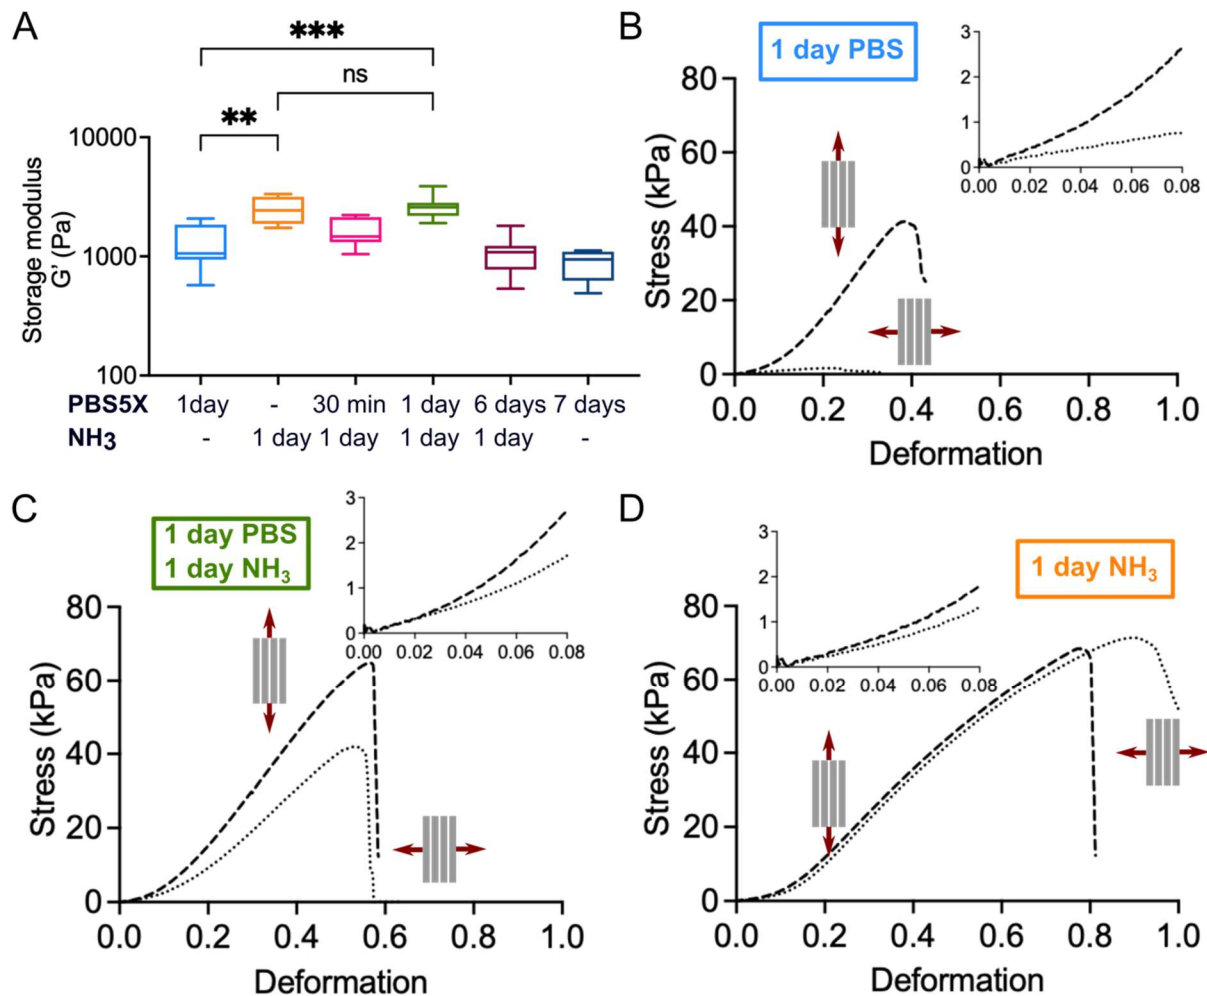 A
***
ns
**
10000
1000
100
Storage modulus
G' (Pa)
PBS5X 1day - 30 min 1 day 6 days 7 days
NH3 - 1 day 1 day 1 day 1 day -
B
1 day PBS
80
60
40
20
0
Stress (kPa)
0.0 0.2 0.4 0.6 0.8 1.0
Deformation
3
2
1
0
0.00 0.02 0.04 0.06 0.08
C
1 day PBS
1 day NH3
80
60
40
20
0
Stress (kPa)
0.0 0.2 0.4 0.6 0.8 1.0
Deformation
3
2
1
0
0.00 0.02 0.04 0.06 0.08
D
1 day NH3
80
60
40
20
0
Stress (kPa)
0.0 0.2 0.4 0.6 0.8 1.0
Deformation
3
2
1
0
0.00 0.02 0.04 0.06 0.08